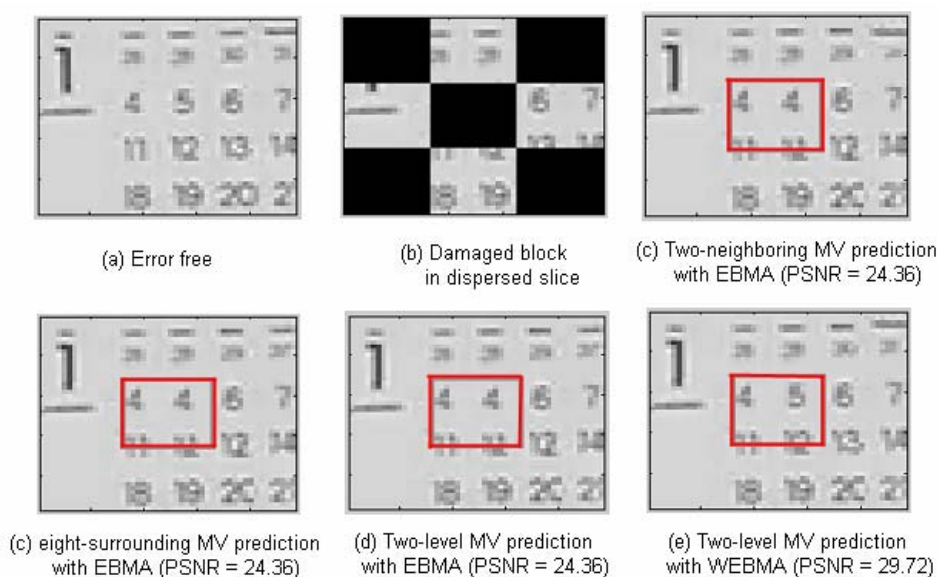 1
4 5 6 7
11 12 13 14
18 19 20
6 7
18 19
1
4 4 6 7
11 12 14
18 19
(a) Error free
(b) Damaged block
in dispersed slice
(c) Two-neighboring MV prediction
with EBMA (PSNR = 24.36)
1
4 4 6 7
11 11 12 14
18 19
1
4 4 6 7
11 11 12 14
18 19
1
4 5 6 7
11 12 13 14
18 19 20
(c) eight-surrounding MV prediction
with EBMA (PSNR = 24.36)
(d) Two-level MV prediction
with EBMA (PSNR = 24.36)
(e) Two-level MV prediction
with WEBMA (PSNR = 29.72)